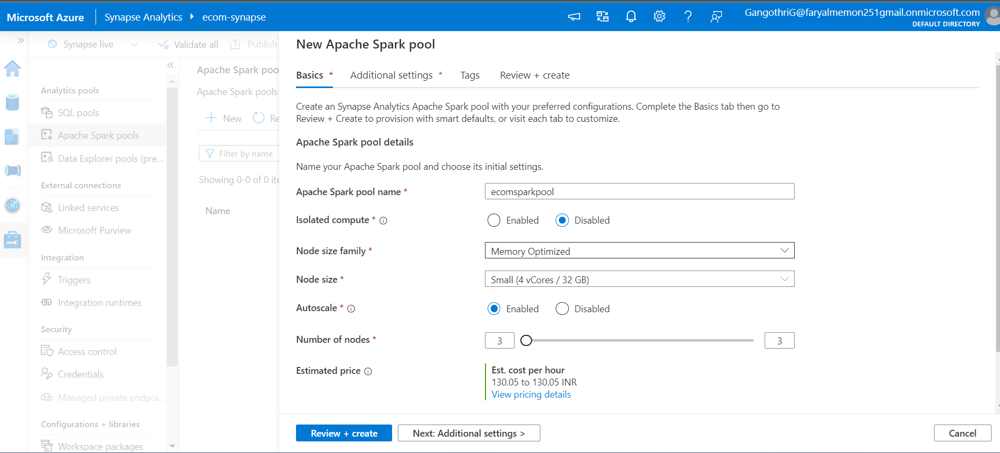 Microsoft Azure
Synapse Analytics
ecom-synapse
GangothriG@faryalmemon251gmail.onmicrosoft.com
DEFAULT DIRECTORY
Synapse live
Validate all
Publish
Analytics pools
SQL pools
Apache Spark pools
Data Explorer pools (pre...
External connections
Linked services
Microsoft Purview
Integration
Triggers
Integration runtimes
Security
Access control
Credentials
Managed private endpoi...
Configurations + libraries
Workspace packages
Apache Spark poo
Apache Spark pools
New
Re
Filter by name
Showing 0-0 of 0 ite
Name
New Apache Spark pool
Basics *
Additional settings *
Tags
Review + create
Create an Synapse Analytics Apache Spark pool with your preferred configurations. Complete the Basics tab then go to
Review + Create to provision with smart defaults, or visit each tab to customize.
Apache Spark pool details
Name your Apache Spark pool and choose its initial settings.
Apache Spark pool name *
ecomsparkpool
Isolated compute *
Enabled
Disabled
Node size family *
Memory Optimized
Node size *
Small (4 vCores / 32 GB)
Autoscale *
Enabled
Disabled
Number of nodes *
3
3
Estimated price
Est. cost per hour
130.05 to 130.05 INR
View pricing details
Review + create
Next: Additional settings >
Cancel